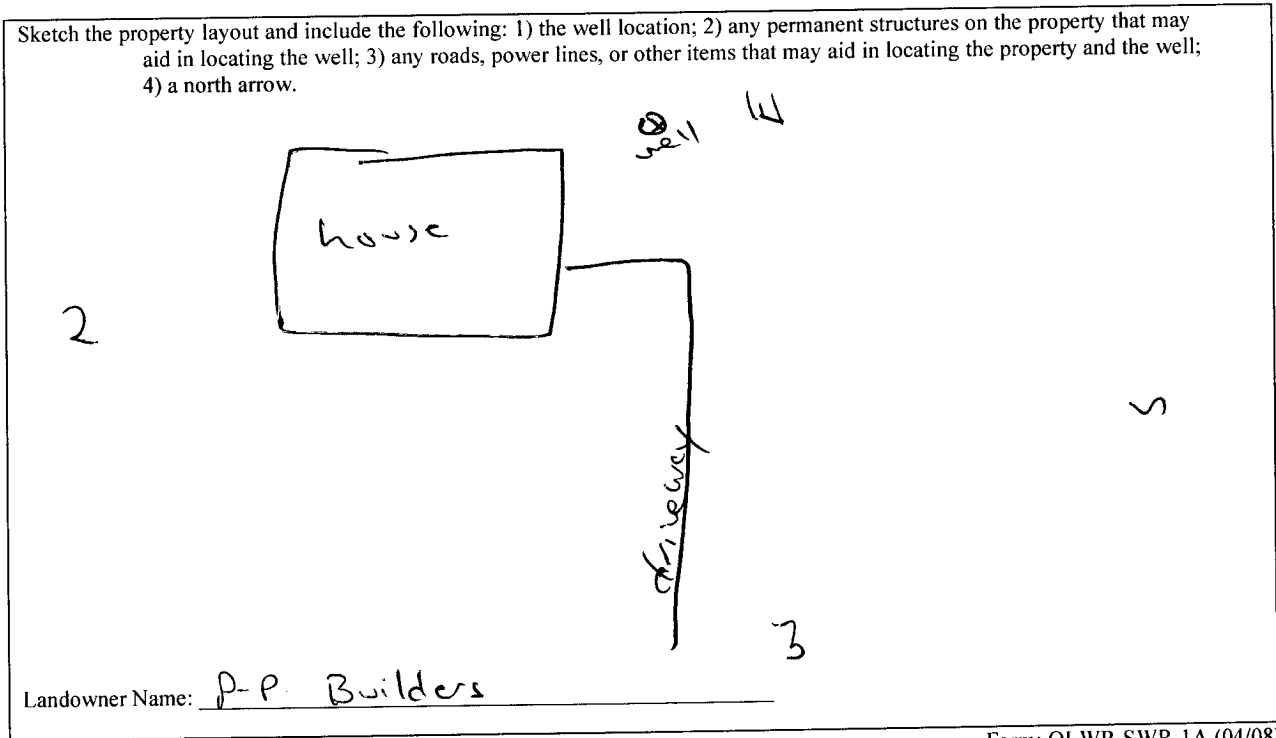 Sketch the property layout and include the following: 1) the well location; 2) any permanent structures on the property that may
aid in locating the well; 3) any roads, power lines, or other items that may aid in locating the property and the well;
4) a north arrow.
E
well
house
N
S
driveway
W
Landowner Name: P-P. Builders
Form: OLWR-SWR-1A (04/08